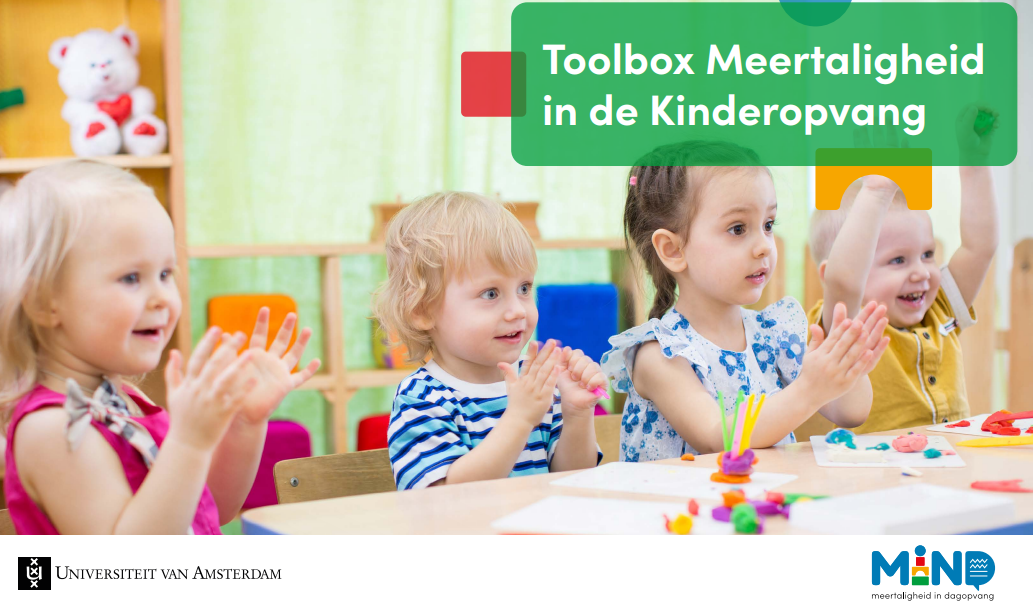 Toolbox Meertaligheid
in de Kinderopvang
UNIVERSITEIT VAN AMSTERDAM
MIND
meertaligheid in dagopvang